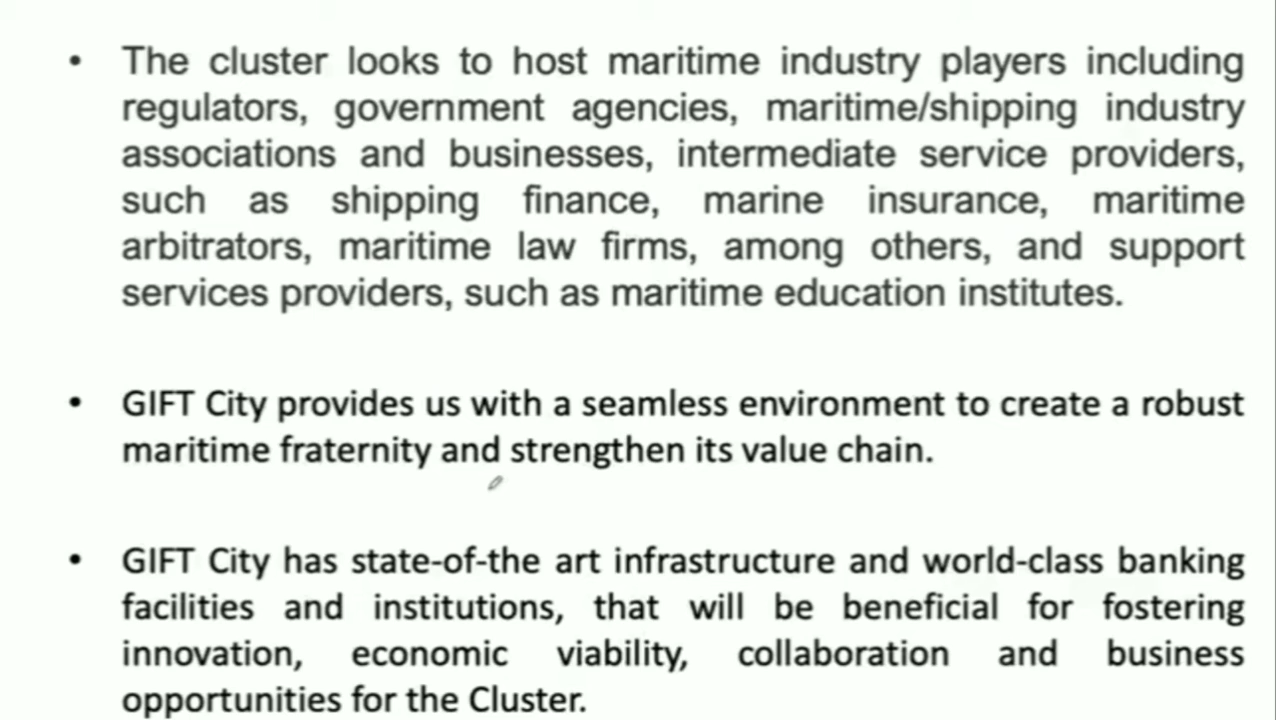 • The cluster looks to host maritime industry players including
regulators, government agencies, maritime/shipping industry
associations and businesses, intermediate service providers,
such as shipping finance, marine insurance, maritime
arbitrators, maritime law firms, among others, and support
services providers, such as maritime education institutes.
• GIFT City provides us with a seamless environment to create a robust
maritime fraternity and strengthen its value chain.
• GIFT City has state-of-the art infrastructure and world-class banking
facilities and institutions, that will be beneficial for fostering
innovation, economic viability, collaboration and business
opportunities for the Cluster.